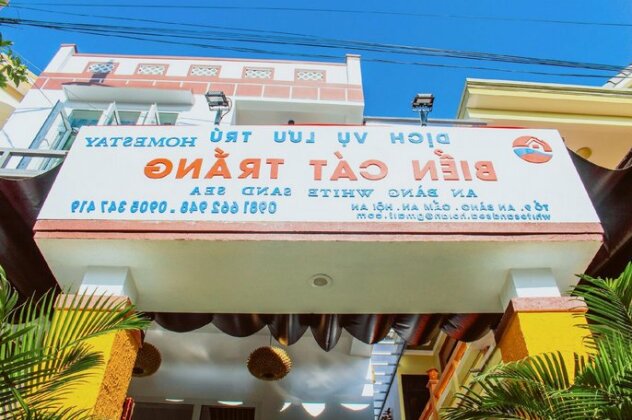 DỊCH VỤ LƯU TRÚ HOMESTAY
BIỂN CÁT TRẮNG
AN BÀNG WHITE SAND SEA
TỔ 9, AN BÀNG, CẨM AN, HỘI AN
whitesandsea.hoian@gmail.com
0981 662 948 - 0905 347 419